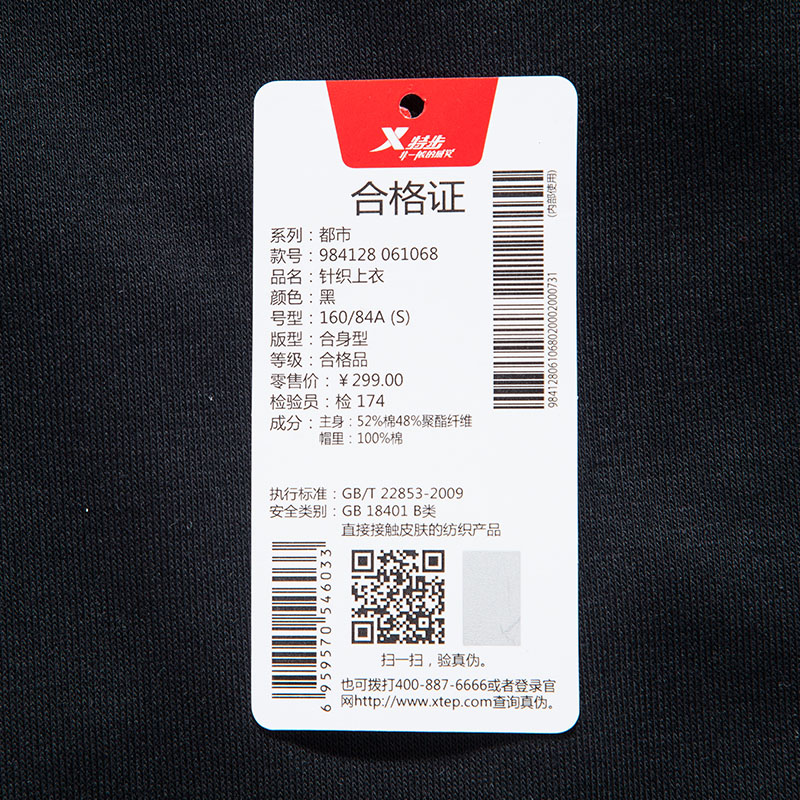 X特步
非一般的感觉
合格证
系列：都市
款号：984128 061068
品名：针织上衣
颜色：黑
号型：160/84A (S)
版型：合身型
等级：合格品
零售价：￥299.00
检验员：检 174
成分：主身：52%棉48%聚酯纤维
帽里：100%棉
(内部使用)
98412806106802000200073​1
执行标准：GB/T 22853-2009
安全类别：GB 18401 B类
直接接触皮肤的纺织产品
6 959570 546033
扫一扫，验真伪。
也可拨打400-887-6666或者登录官
网http://www.xtep.com查询真伪。